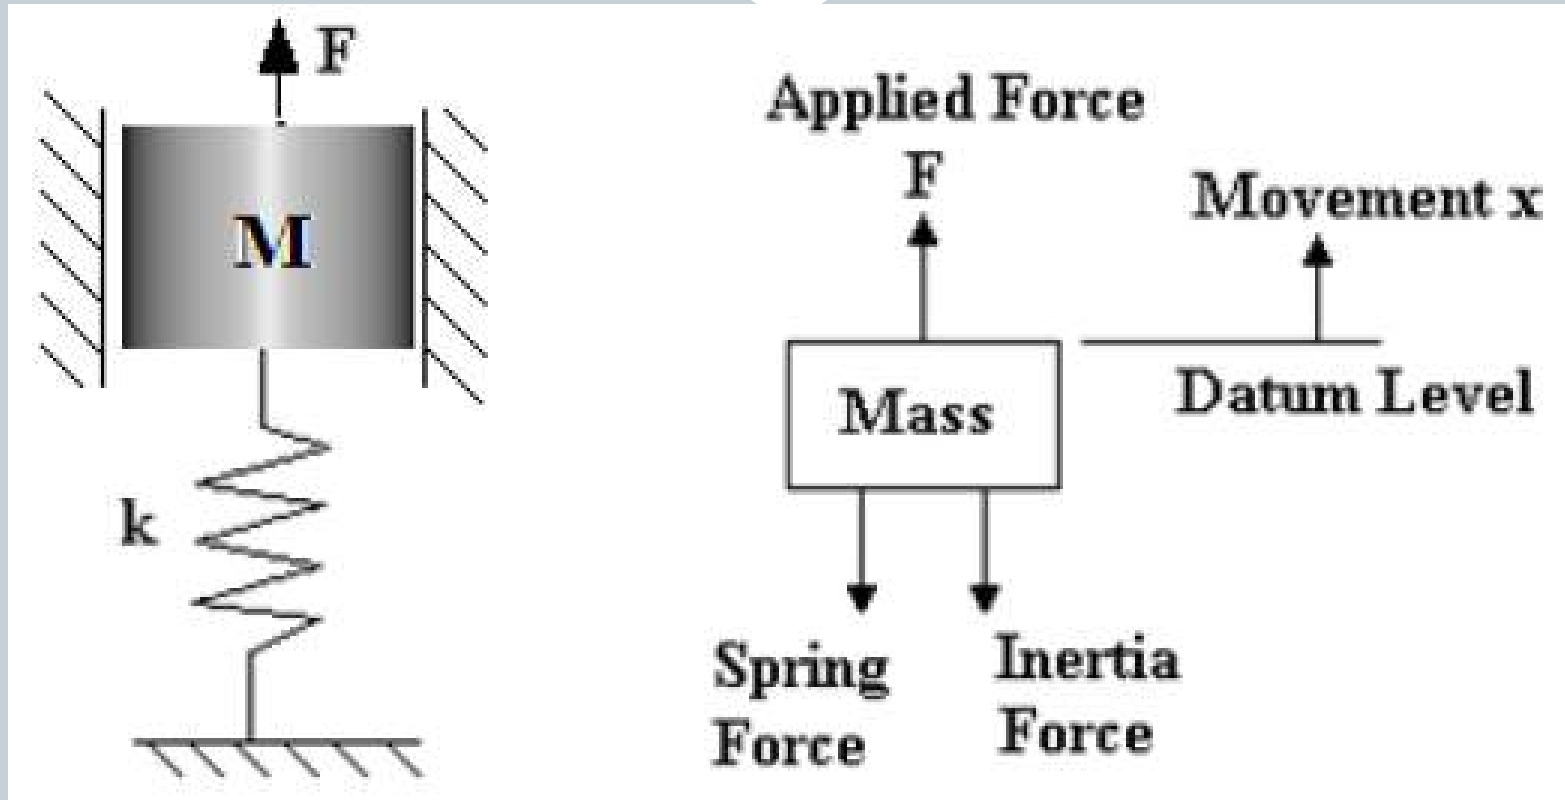 F
M
k
Applied Force
F
Movement x
Mass
Datum Level
Spring
Force
Inertia
Force